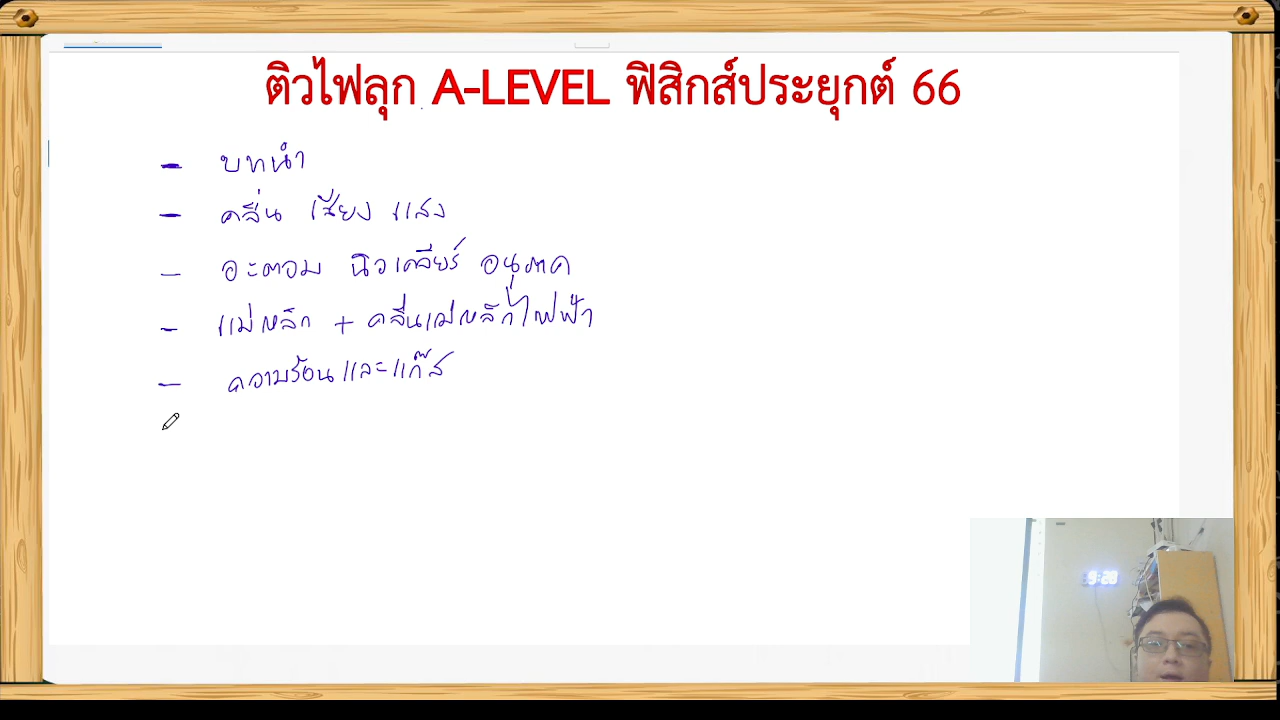 ติวไฟลุก A-LEVEL ฟิสิกส์ประยุกต์ 66
- บทนำ
- คลื่น เสียง แสง
- อะตอม นิวเคลียร์ อนุภาค
- แม่เหล็ก + คลื่นแม่เหล็กไฟฟ้า
- ความร้อนและแก๊ส
9:28